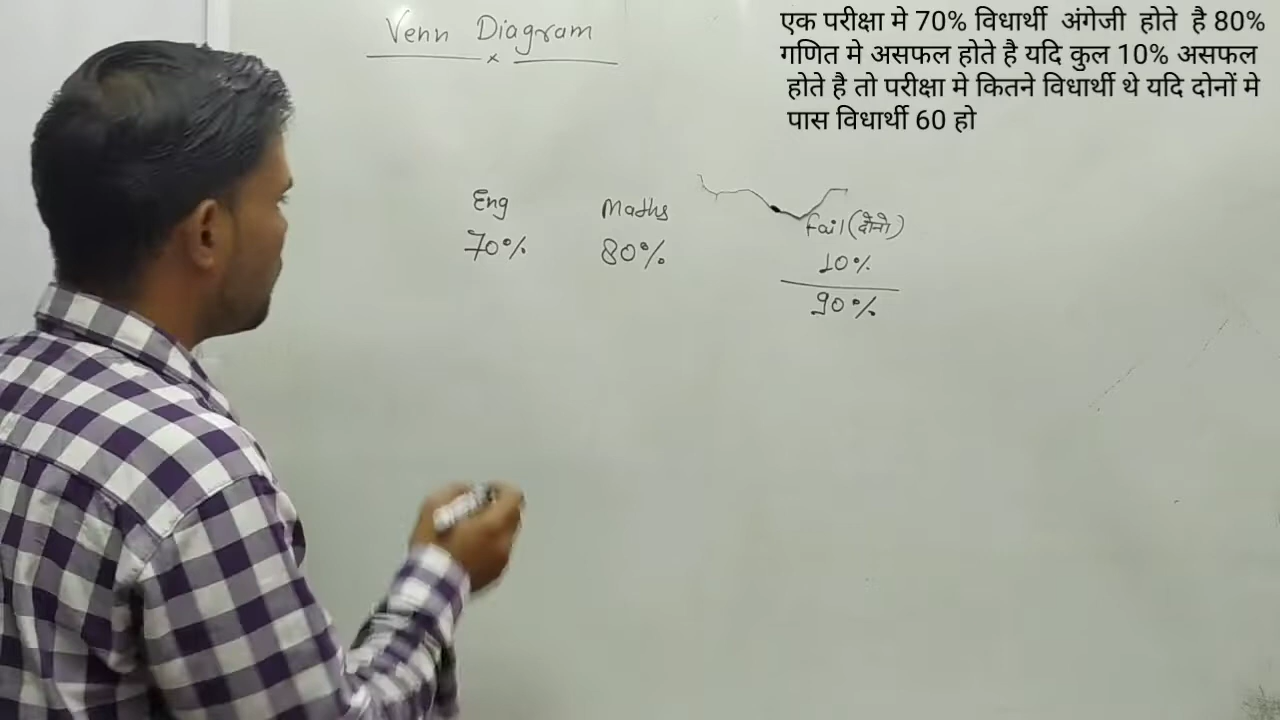 Venn Diagram
एक परीक्षा मे 70% विधार्थी अंगेजी होते है 80%
गणित मे असफल होते है यदि कुल 10% असफल
होते है तो परीक्षा मे कितने विधार्थी थे यदि दोनों मे
पास विधार्थी 60 हो
Eng Maths fail (दोनो)
70% 80% 10%
90%